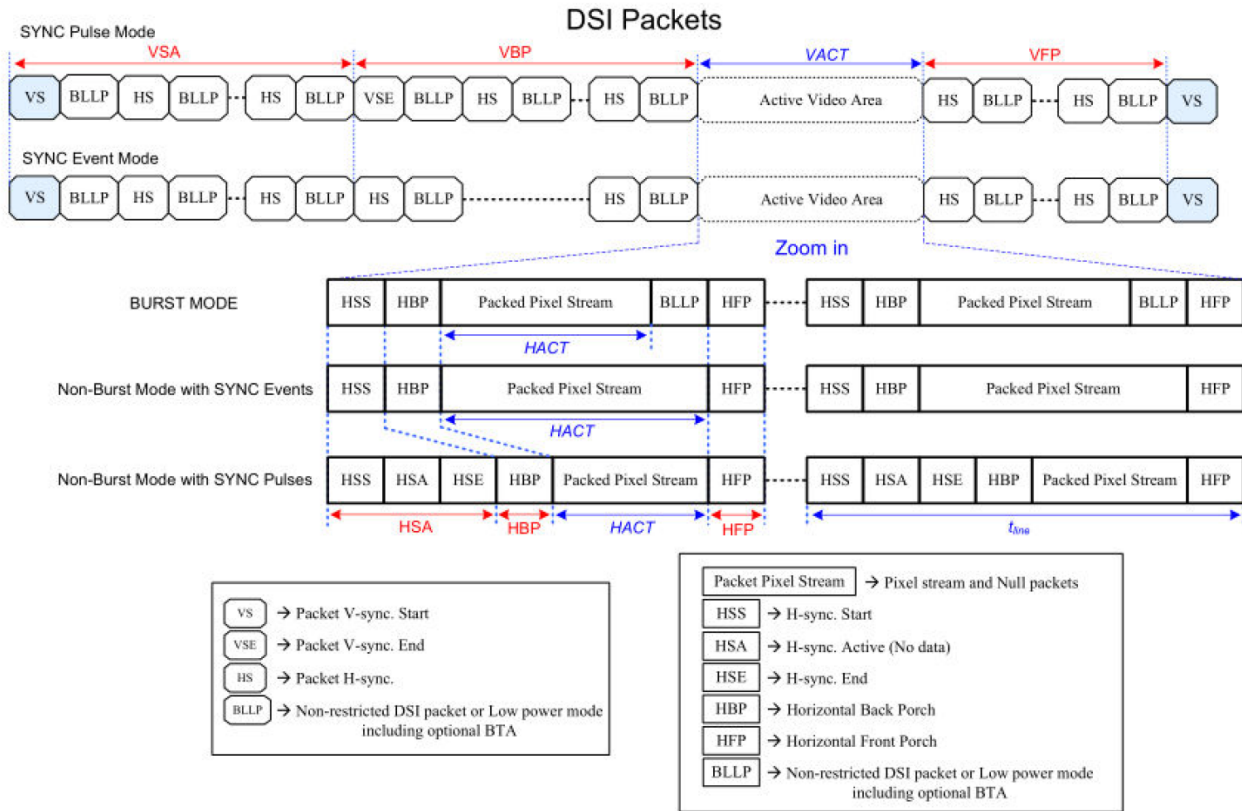 DSI Packets
SYNC Pulse Mode
VSA VBP VACT VFP
VS BLLP HS BLLP HS BLLP VSE BLLP HS BLLP HS BLLP Active Video Area HS BLLP HS BLLP VS
SYNC Event Mode
VS BLLP HS BLLP HS BLLP HS BLLP HS BLLP Active Video Area HS BLLP HS BLLP VS
Zoom in
BURST MODE HSS HBP Packed Pixel Stream BLLP HFP HSS HBP Packed Pixel Stream BLLP HFP
HACT
Non-Burst Mode with SYNC Events HSS HBP Packed Pixel Stream HFP HSS HBP Packed Pixel Stream HFP
HACT
Non-Burst Mode with SYNC Pulses HSS HSA HSE HBP Packed Pixel Stream HFP HSS HSA HSE HBP Packed Pixel Stream HFP
HSA HBP HACT HFP tline
VS → Packet V-sync. Start
VSE → Packet V-sync. End
HS → Packet H-sync.
BLLP → Non-restricted DSI packet or Low power mode
including optional BTA
Packet Pixel Stream → Pixel stream and Null packets
HSS → H-sync. Start
HSA → H-sync. Active (No data)
HSE → H-sync. End
HBP → Horizontal Back Porch
HFP → Horizontal Front Porch
BLLP → Non-restricted DSI packet or Low power mode
including optional BTA